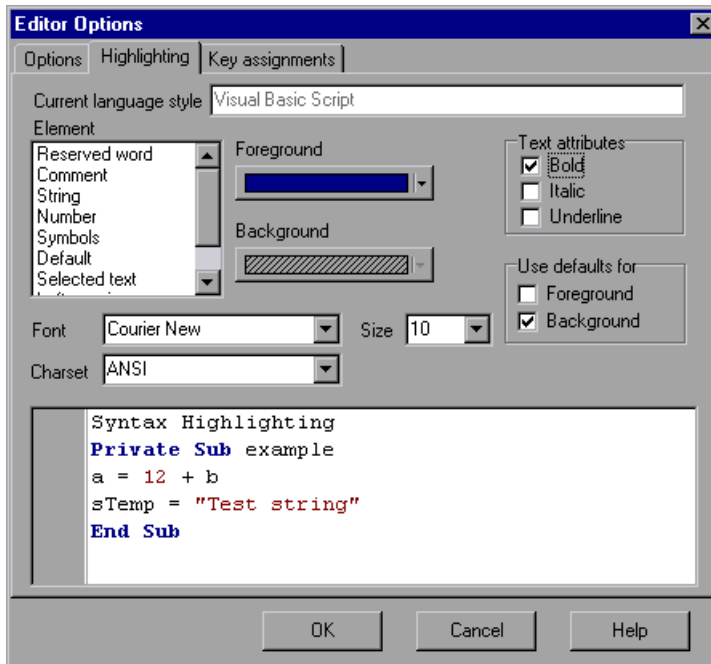 Editor Options
Options Highlighting Key assignments
Current language style Visual Basic Script
Element
Reserved word
Comment
String
Number
Symbols
Default
Selected text
Foreground
Background
Text attributes
Bold
Italic
Underline
Use defaults for
Foreground
Background
Font Courier New Size 10
Charset ANSI
Syntax Highlighting
Private Sub example
a = 12 + b
sTemp = "Test string"
End Sub
OK Cancel Help